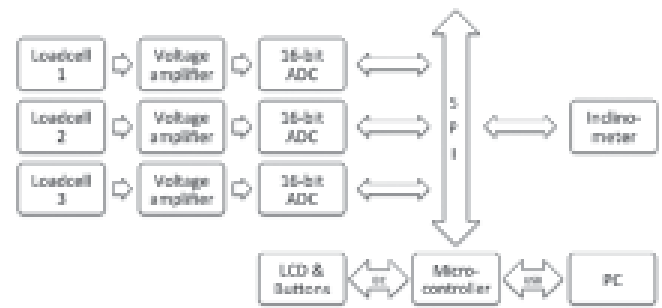 Loadcell
1
Voltage
amplifier
16-bit
ADC
Loadcell
2
Voltage
amplifier
16-bit
ADC
Loadcell
3
Voltage
amplifier
16-bit
ADC
S
P
I
Inclino-
meter
LCD &
Buttons
Micro-
controller
USB
PC